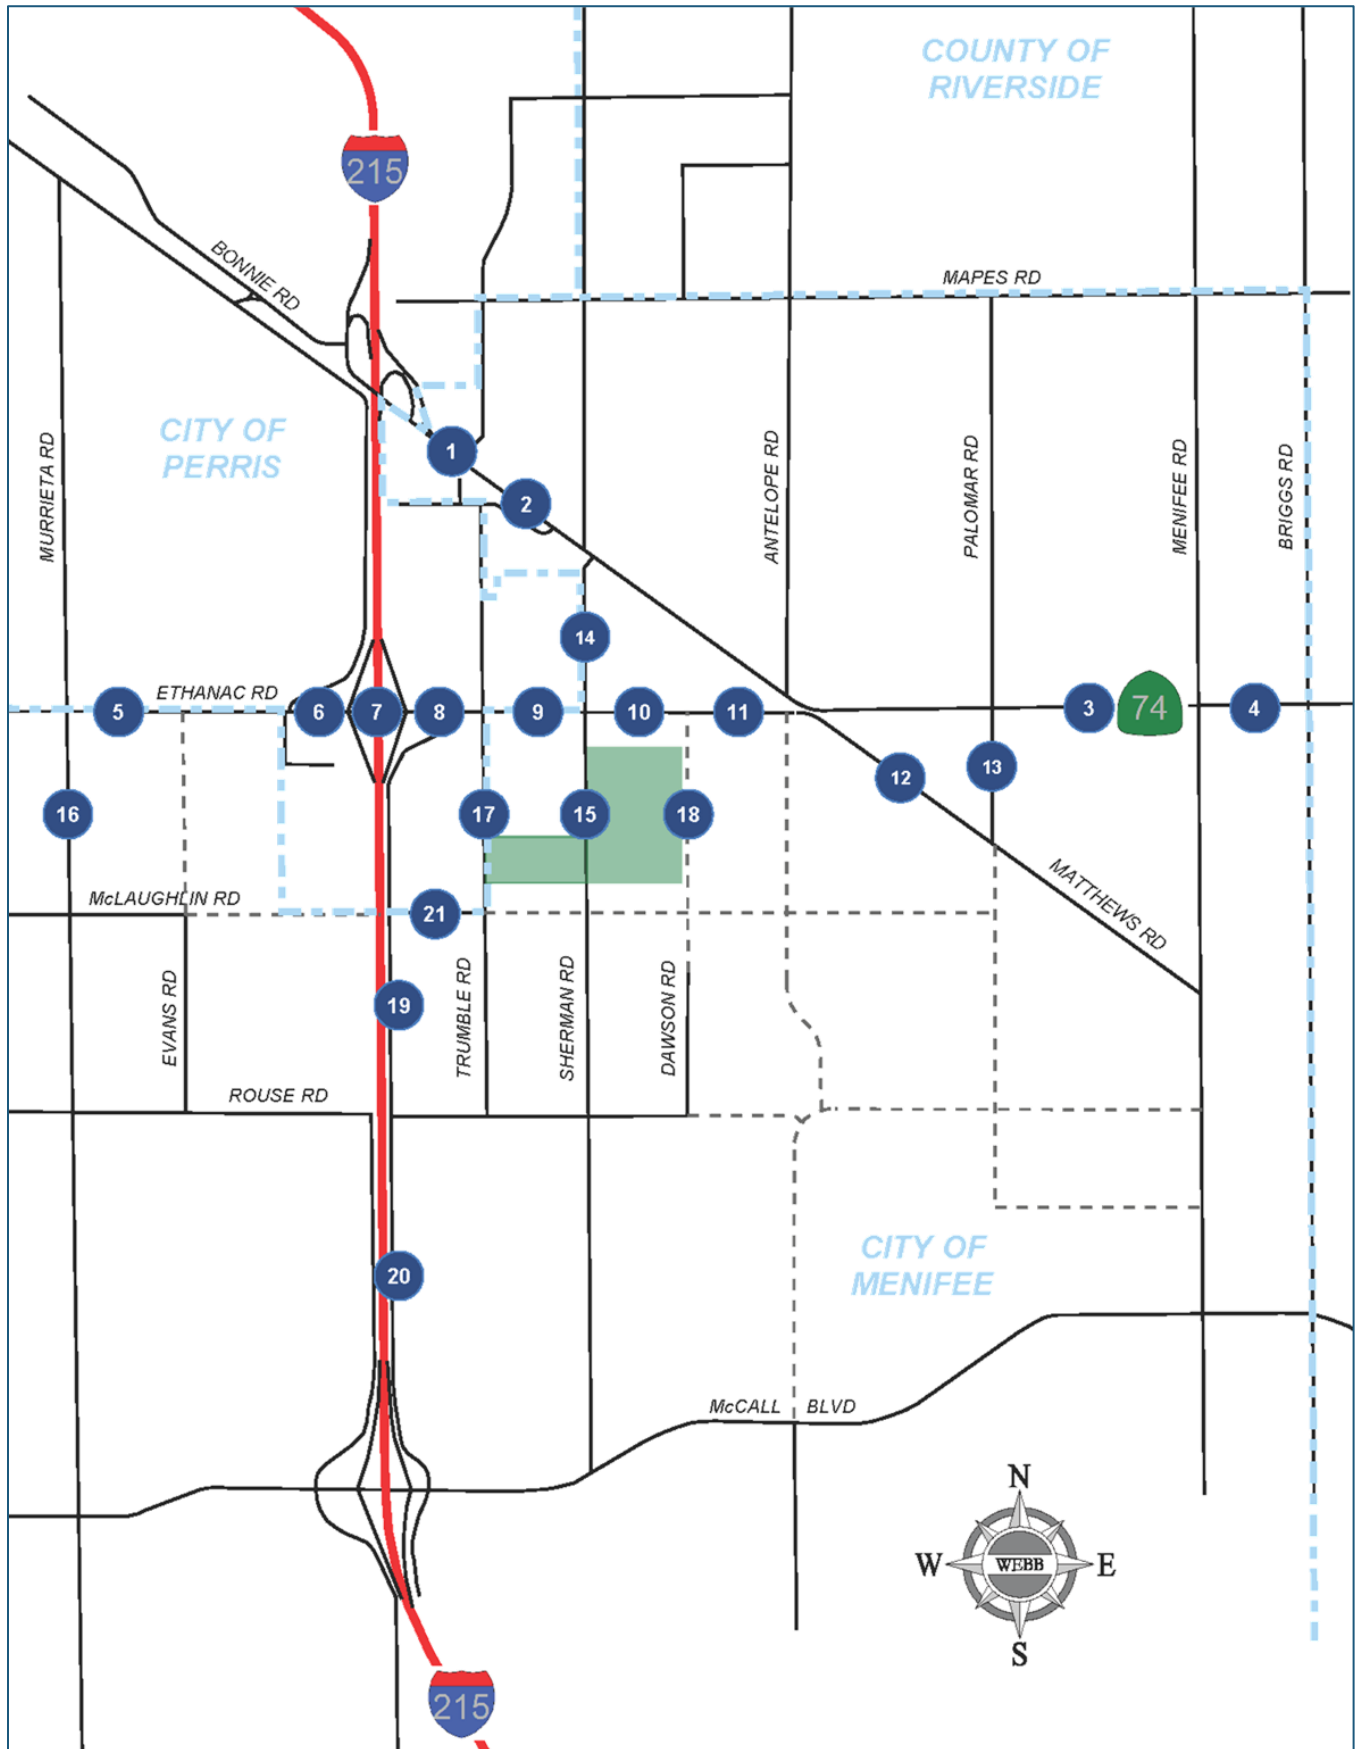 COUNTY OF
RIVERSIDE
215
BONNIE RD
MAPES RD
CITY OF
PERRIS
MURRIETA RD
ANTELOPE RD
PALOMAR RD
MENIFEE RD
BRIGGS RD
1
2
14
ETHANAC RD
5
6
7
8
9
10
11
3
74
4
12
13
16
17
15
18
McLAUGHLIN RD
21
MATTHEWS RD
EVANS RD
19
TRUMBLE RD
SHERMAN RD
DAWSON RD
ROUSE RD
CITY OF
MENIFEE
20
McCALL BLVD
N
W WEBB E
S
215